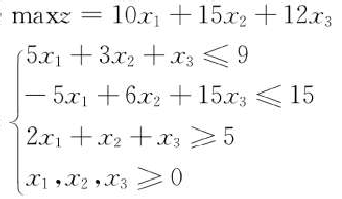 max z = 10x₁ + 15x₂ + 12x₃
5x₁ + 3x₂ + x₃ ⩽ 9
− 5x₁ + 6x₂ + 15x₃ ⩽ 15
2x₁ + x₂ + x₃ ⩾ 5
x₁ , x₂ , x₃ ⩾ 0